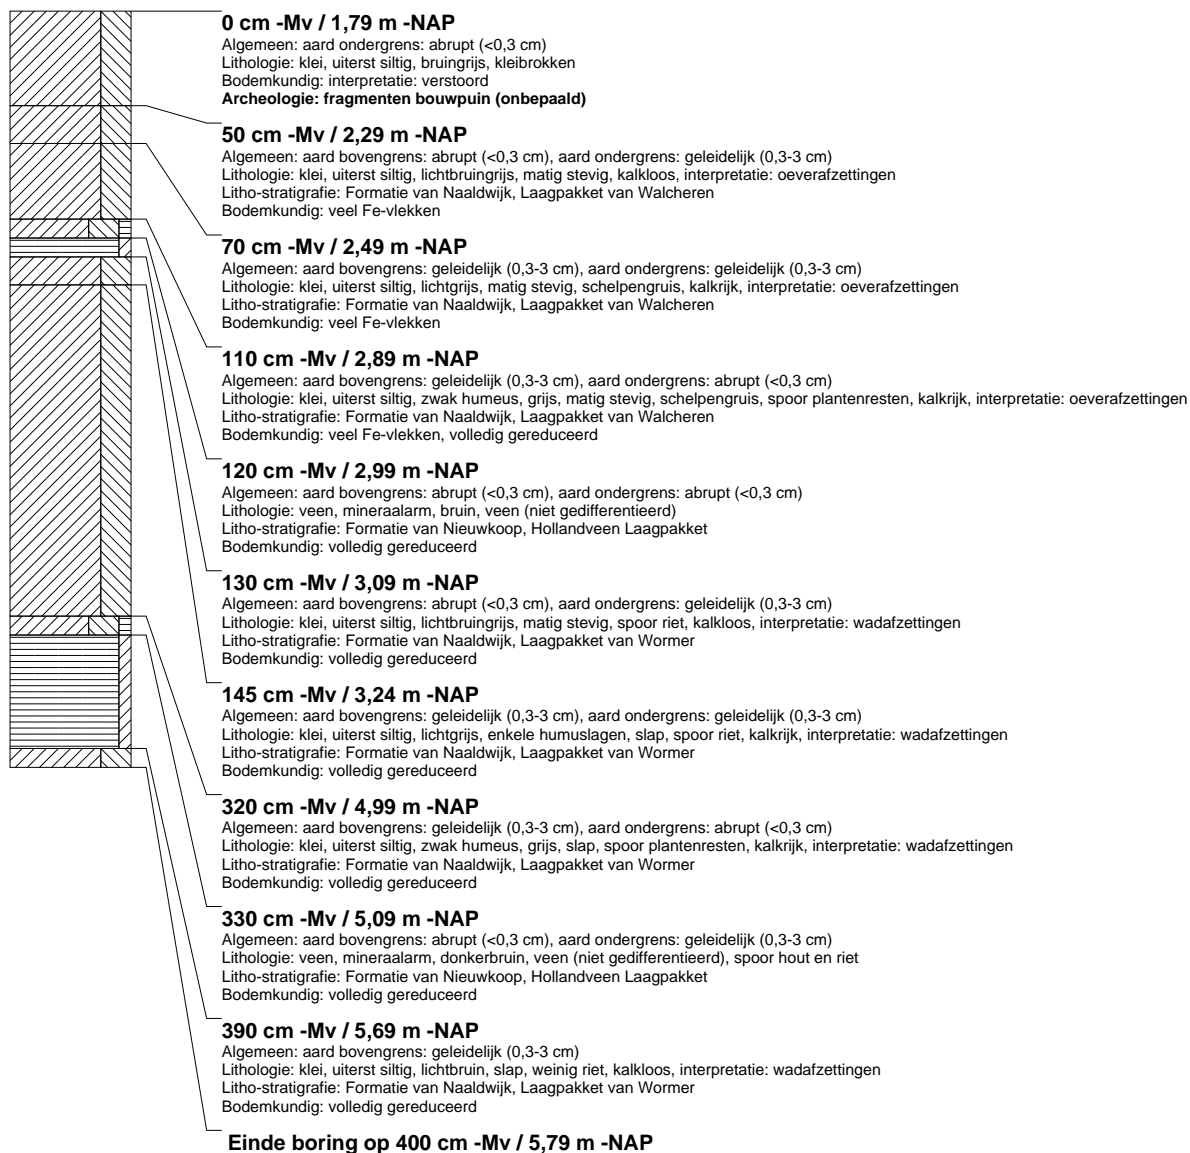 0 cm -Mv / 1,79 m -NAP
Algemeen: aard ondergrens: abrupt (<0,3 cm)
Lithologie: klei, uiterst siltig, bruingrijs, kleibrokken
Bodemkundig: interpretatie: verstoord
Archeologie: fragmenten bouwpuin (onbepaald)
50 cm -Mv / 2,29 m -NAP
Algemeen: aard bovengrens: abrupt (<0,3 cm), aard ondergrens: geleidelijk (0,3-3 cm)
Lithologie: klei, uiterst siltig, lichtbruingrijs, matig stevig, kalkloos, interpretatie: oeverafzettingen
Litho-stratigrafie: Formatie van Naaldwijk, Laagpakket van Walcheren
Bodemkundig: veel Fe-vlekken
70 cm -Mv / 2,49 m -NAP
Algemeen: aard bovengrens: geleidelijk (0,3-3 cm), aard ondergrens: geleidelijk (0,3-3 cm)
Lithologie: klei, uiterst siltig, lichtgrijs, matig stevig, schelpengruis, kalkrijk, interpretatie: oeverafzettingen
Litho-stratigrafie: Formatie van Naaldwijk, Laagpakket van Walcheren
Bodemkundig: veel Fe-vlekken
110 cm -Mv / 2,89 m -NAP
Algemeen: aard bovengrens: geleidelijk (0,3-3 cm), aard ondergrens: abrupt (<0,3 cm)
Lithologie: klei, uiterst siltig, zwak humeus, grijs, matig stevig, schelpengruis, spoor plantenresten, kalkrijk, interpretatie: oeverafzettingen
Litho-stratigrafie: Formatie van Naaldwijk, Laagpakket van Walcheren
Bodemkundig: veel Fe-vlekken, volledig gereduceerd
120 cm -Mv / 2,99 m -NAP
Algemeen: aard bovengrens: abrupt (<0,3 cm), aard ondergrens: abrupt (<0,3 cm)
Lithologie: veen, mineraalarm, bruin, veen (niet gedifferentieerd)
Litho-stratigrafie: Formatie van Nieuwkoop, Hollandveen Laagpakket
Bodemkundig: volledig gereduceerd
130 cm -Mv / 3,09 m -NAP
Algemeen: aard bovengrens: abrupt (<0,3 cm), aard ondergrens: geleidelijk (0,3-3 cm)
Lithologie: klei, uiterst siltig, lichtbruingrijs, matig stevig, spoor riet, kalkloos, interpretatie: wadafzettingen
Litho-stratigrafie: Formatie van Naaldwijk, Laagpakket van Wormer
Bodemkundig: volledig gereduceerd
145 cm -Mv / 3,24 m -NAP
Algemeen: aard bovengrens: geleidelijk (0,3-3 cm), aard ondergrens: geleidelijk (0,3-3 cm)
Lithologie: klei, uiterst siltig, lichtgrijs, enkele humuslagen, slap, spoor riet, kalkrijk, interpretatie: wadafzettingen
Litho-stratigrafie: Formatie van Naaldwijk, Laagpakket van Wormer
Bodemkundig: volledig gereduceerd
320 cm -Mv / 4,99 m -NAP
Algemeen: aard bovengrens: geleidelijk (0,3-3 cm), aard ondergrens: abrupt (<0,3 cm)
Lithologie: klei, uiterst siltig, zwak humeus, grijs, slap, spoor plantenresten, kalkrijk, interpretatie: wadafzettingen
Litho-stratigrafie: Formatie van Naaldwijk, Laagpakket van Wormer
Bodemkundig: volledig gereduceerd
330 cm -Mv / 5,09 m -NAP
Algemeen: aard bovengrens: abrupt (<0,3 cm), aard ondergrens: geleidelijk (0,3-3 cm)
Lithologie: veen, mineraalarm, donkerbruin, veen (niet gedifferentieerd), spoor hout en riet
Litho-stratigrafie: Formatie van Nieuwkoop, Hollandveen Laagpakket
Bodemkundig: volledig gereduceerd
390 cm -Mv / 5,69 m -NAP
Algemeen: aard bovengrens: geleidelijk (0,3-3 cm)
Lithologie: klei, uiterst siltig, lichtbruin, slap, weinig riet, kalkloos, interpretatie: wadafzettingen
Litho-stratigrafie: Formatie van Naaldwijk, Laagpakket van Wormer
Bodemkundig: volledig gereduceerd
Einde boring op 400 cm -Mv / 5,79 m -NAP